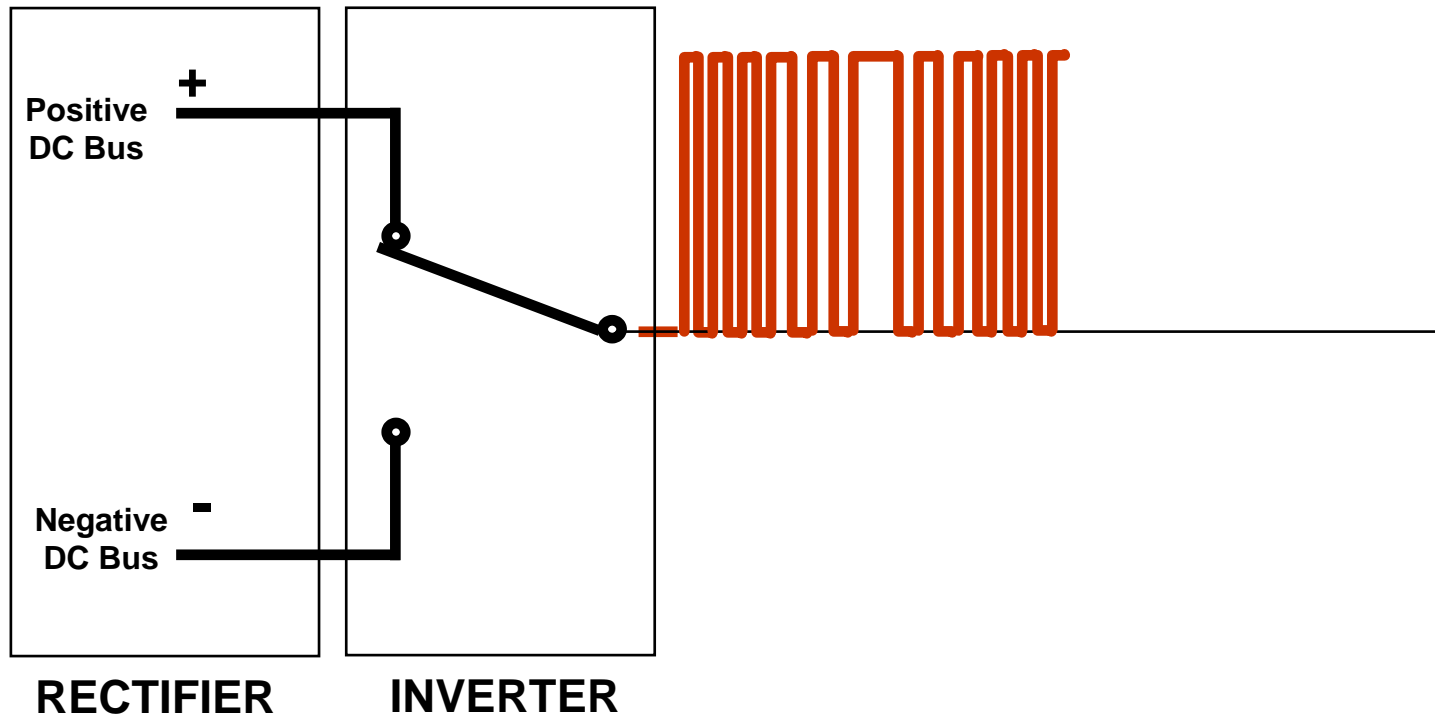 +
Positive
DC Bus
-
Negative
DC Bus
RECTIFIER
INVERTER